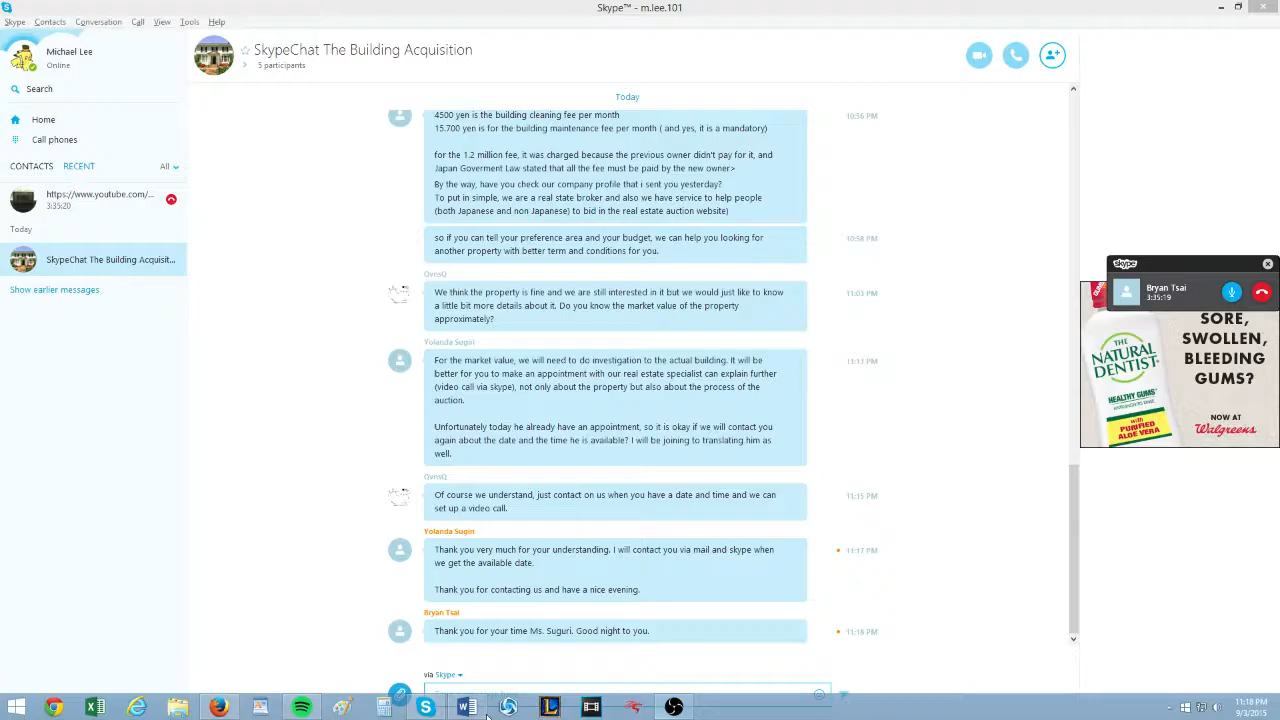 Skype™ - m.lee.101
Skype Contacts Conversation Call View Tools Help
Michael Lee
Online
Search
Home
Call phones
CONTACTS RECENT All
https://www.youtube.com/...
3:35:20
Today
SkypeChat The Building Acquisit...
Show earlier messages
SkypeChat The Building Acquisition
5 participants
Today
4500 yen is the building cleaning fee per month 10:56 PM
15.700 yen is for the building maintenance fee per month ( and yes, it is a mandatory)
for the 1.2 million fee, it was charged because the previous owner didn't pay for it, and
Japan Goverment Law stated that all the fee must be paid by the new owner>
By the way, have you check our company profile that i sent you yesterday?
To put in simple, we are a real state broker and also we have service to help people
(both Japanese and non Japanese) to bid in the real estate auction website)
so if you can tell your preference area and your budget, we can help you looking for 10:58 PM
another property with better term and conditions for you.
QvnsQ
We think the property is fine and we are still interested in it but we would just like to know 11:03 PM
a little bit more details about it. Do you know the market value of the property
approximately?
Yolanda Sugiri
For the market value, we will need to do investigation to the actual building. It will be 11:13 PM
better for you to make an appointment with our real estate specialist can explain further
(video call via skype), not only about the property but also about the process of the
auction.
Unfortunately today he already have an appointment, so it is okay if we will contact you
again about the date and the time he is available? I will be joining to translating him as
well.
QvnsQ
Of course we understand, just contact on us when you have a date and time and we can 11:15 PM
set up a video call.
Yolanda Sugiri
Thank you very much for your understanding. I will contact you via mail and skype when 11:17 PM
we get the available date.
Thank you for contacting us and have a nice evening.
Bryan Tsai
Thank you for your time Ms. Suguri. Good night to you. 11:18 PM
via Skype
skype
Bryan Tsai
3:35:19
SORE,
SWOLLEN,
BLEEDING
GUMS?
NOW AT
Walgreens
THE
NATURAL
DENTIST
HEALTHY GUMS
with
PURIFIED
ALOE VERA
11:18 PM
9/3/2015